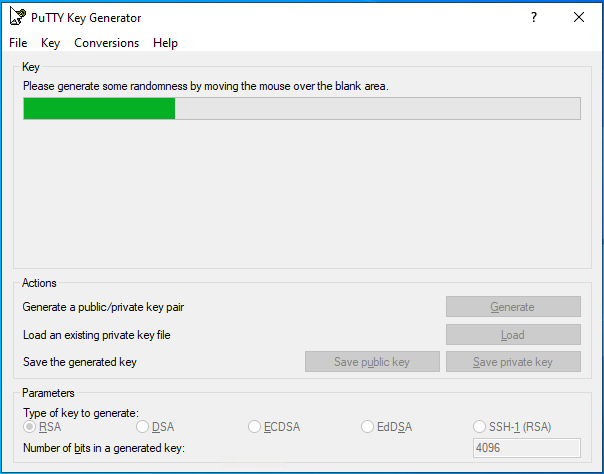 PuTTY Key Generator ? ×
File Key Conversions Help
Key
Please generate some randomness by moving the mouse over the blank area.
Actions
Generate a public/private key pair Generate
Load an existing private key file Load
Save the generated key Save public key Save private key
Parameters
Type of key to generate:
RSA DSA ECDSA EdDSA SSH-1 (RSA)
Number of bits in a generated key: 4096